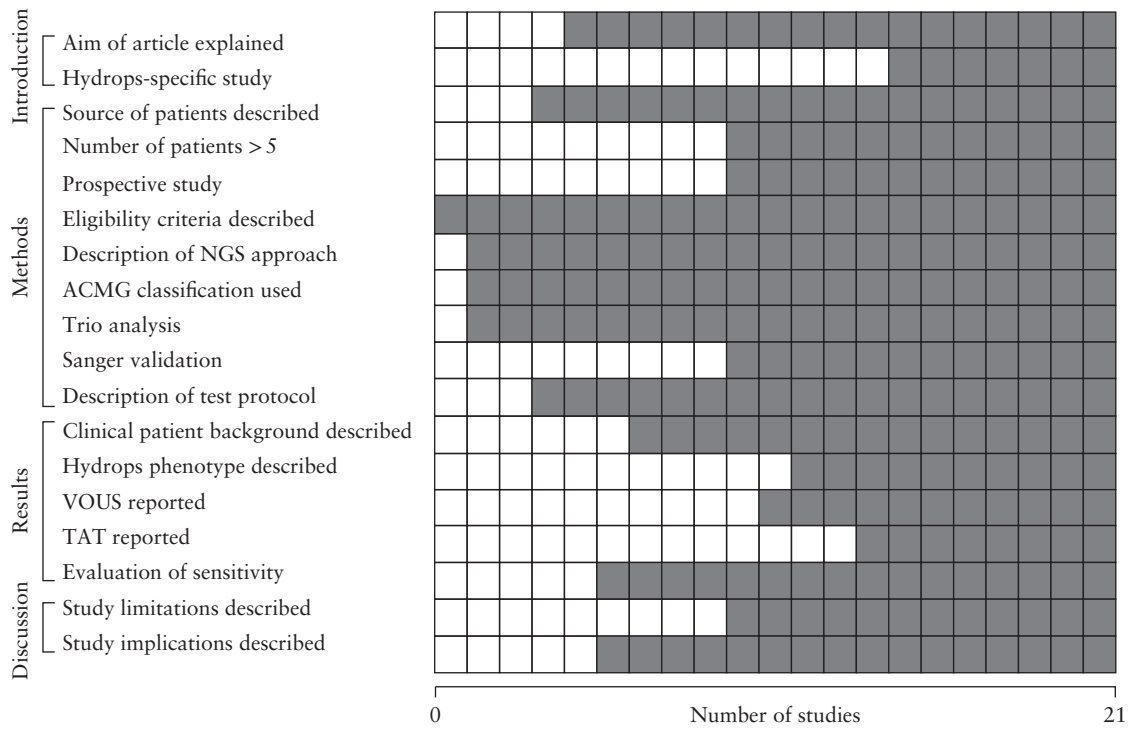 Introduction
Aim of article explained
Hydrops-specific study
Methods
Source of patients described
Number of patients > 5
Prospective study
Eligibility criteria described
Description of NGS approach
ACMG classification used
Trio analysis
Sanger validation
Description of test protocol
Results
Clinical patient background described
Hydrops phenotype described
VOUS reported
TAT reported
Evaluation of sensitivity
Discussion
Study limitations described
Study implications described
0 Number of studies 21